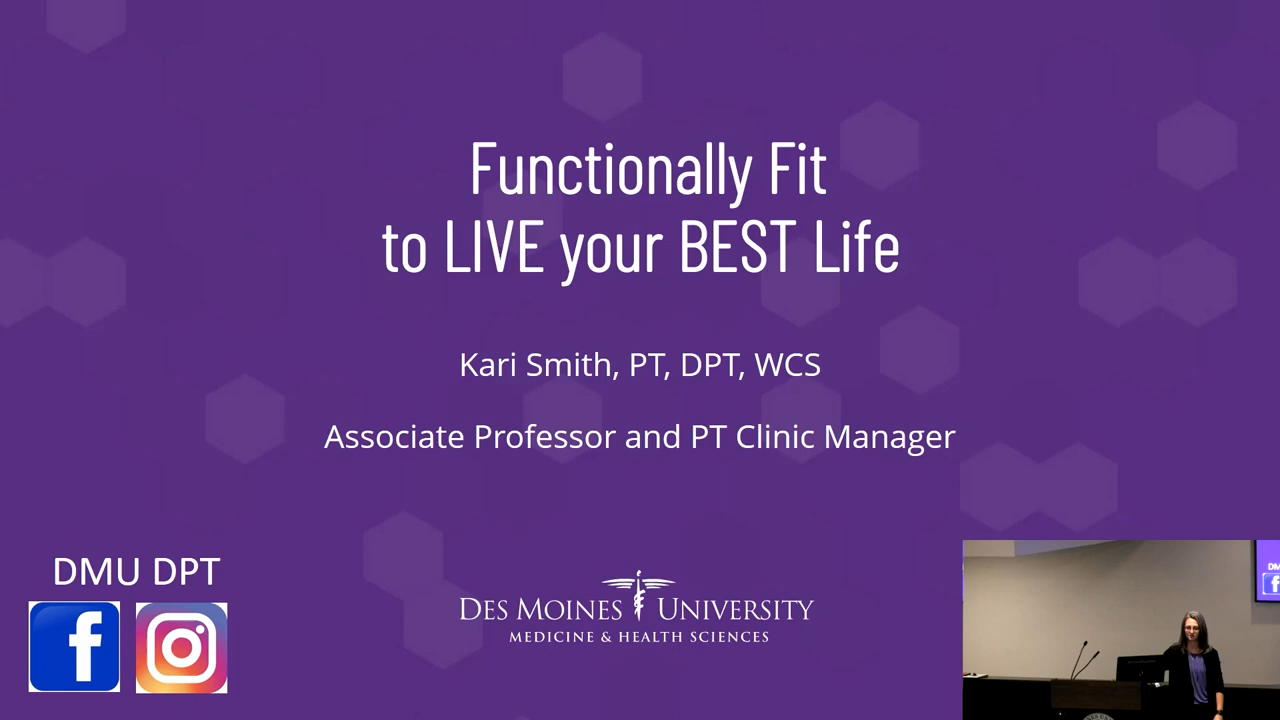 Functionally Fit
to LIVE your BEST Life
Kari Smith, PT, DPT, WCS
Associate Professor and PT Clinic Manager
DMU DPT
DES MOINES UNIVERSITY
MEDICINE & HEALTH SCIENCES